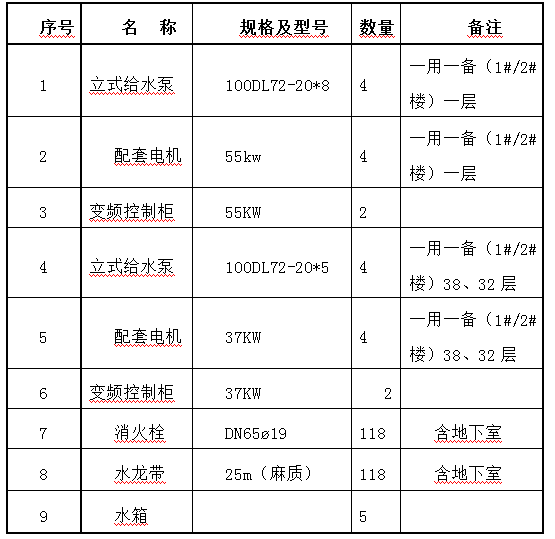 序号 名 称 规格及型号 数量 备注
1 立式给水泵 100DL72-20*8 4 一用一备（1#/2#
楼）一层
2 配套电机 55kw 4 一用一备（1#/2#
楼）一层
3 变频控制柜 55KW 2
4 立式给水泵 100DL72-20*5 4 一用一备（1#/2#
楼）38、32层
5 配套电机 37KW 4 一用一备（1#/2#
楼）38、32层
6 变频控制柜 37KW 2
7 消火栓 DN65ø19 118 含地下室
8 水龙带 25m（麻质） 118 含地下室
9 水箱 5